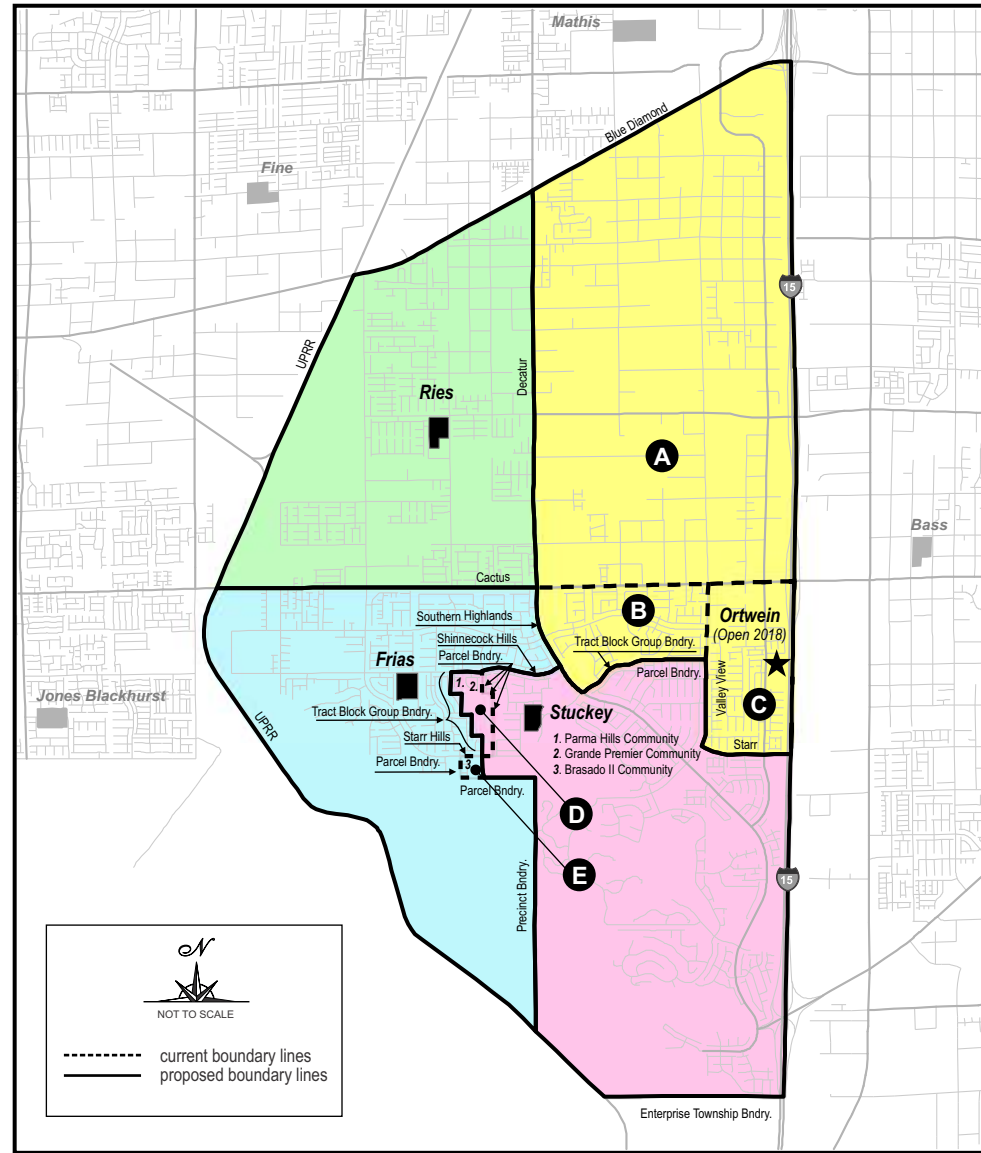 Mathis
Blue Diamond
Fine
15
UPRR
Decatur
Ries
A
Bass
Cactus
Southern Highlands
B
Ortwein
(Open 2018)
Shinnecock Hills
Tract Block Group Bndry.
Parcel Bndry.
Frias
Parcel Bndry.
Valley View
1.
2.
Jones Blackhurst
Stuckey
C
Tract Block Group Bndry.
UPRR
Starr Hills
1. Parma Hills Community
Starr
2. Grande Premier Community
Parcel Bndry.
3
3. Brasado II Community
Parcel Bndry.
D
E
15
Precinct Bndry.
N
NOT TO SCALE
current boundary lines
proposed boundary lines
Enterprise Township Bndry.